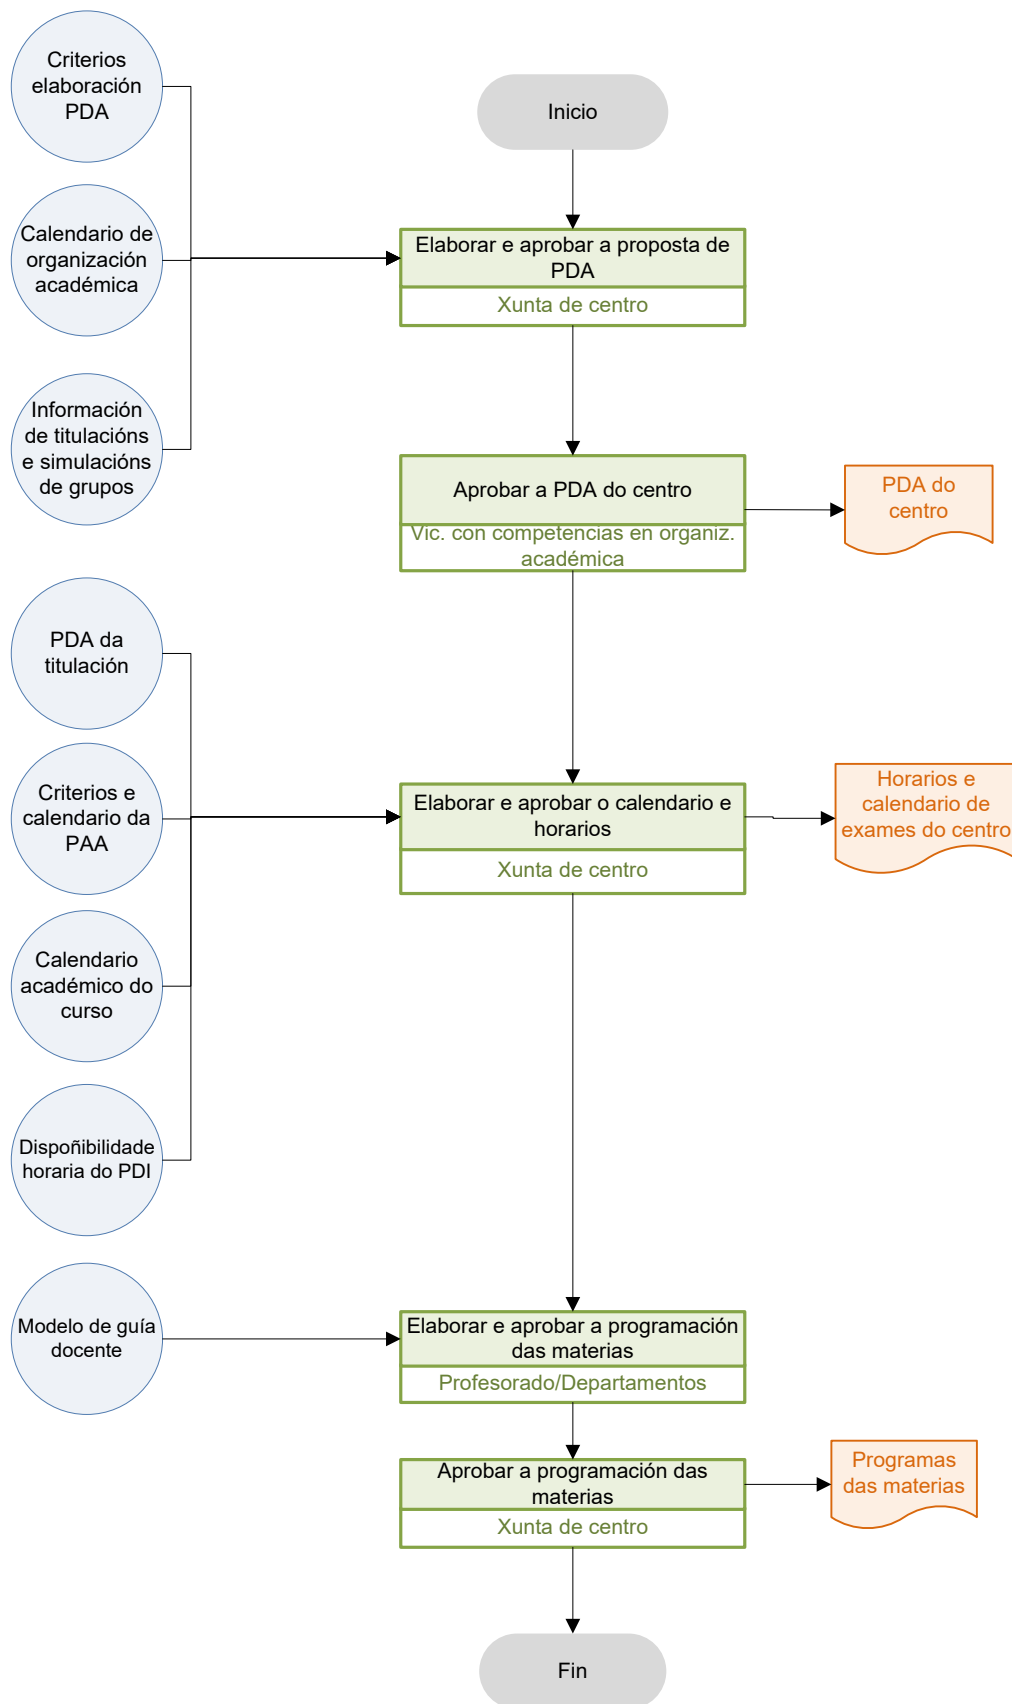 Criterios
elaboración
PDA
Inicio
Calendario de
organización
académica
Elaborar e aprobar a proposta de
PDA
Xunta de centro
Información
de titulacións
e simulacións
de grupos
Aprobar a PDA do centro
Vic. con competencias en organiz.
académica
PDA do
centro
PDA da
titulación
Criterios e
calendario da
PAA
Elaborar e aprobar o calendario e
horarios
Xunta de centro
Horarios e
calendario de
exames do centro
Calendario
académico do
curso
Dispoñibilidade
horaria do PDI
Modelo de guía
docente
Elaborar e aprobar a programación
das materias
Profesorado/Departamentos
Aprobar a programación das
materias
Xunta de centro
Programas
das materias
Fin